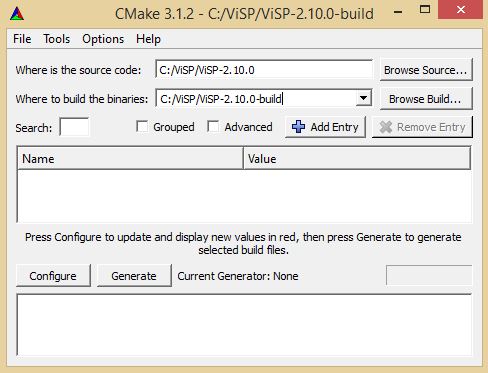 CMake 3.1.2 - C:/ViSP/ViSP-2.10.0-build
File Tools Options Help
Where is the source code: C:/ViSP/ViSP-2.10.0 Browse Source...
Where to build the binaries: C:/ViSP/ViSP-2.10.0-build Browse Build...
Search: Grouped Advanced Add Entry Remove Entry
Name Value
Press Configure to update and display new values in red, then press Generate to generate
selected build files.
Configure Generate Current Generator: None